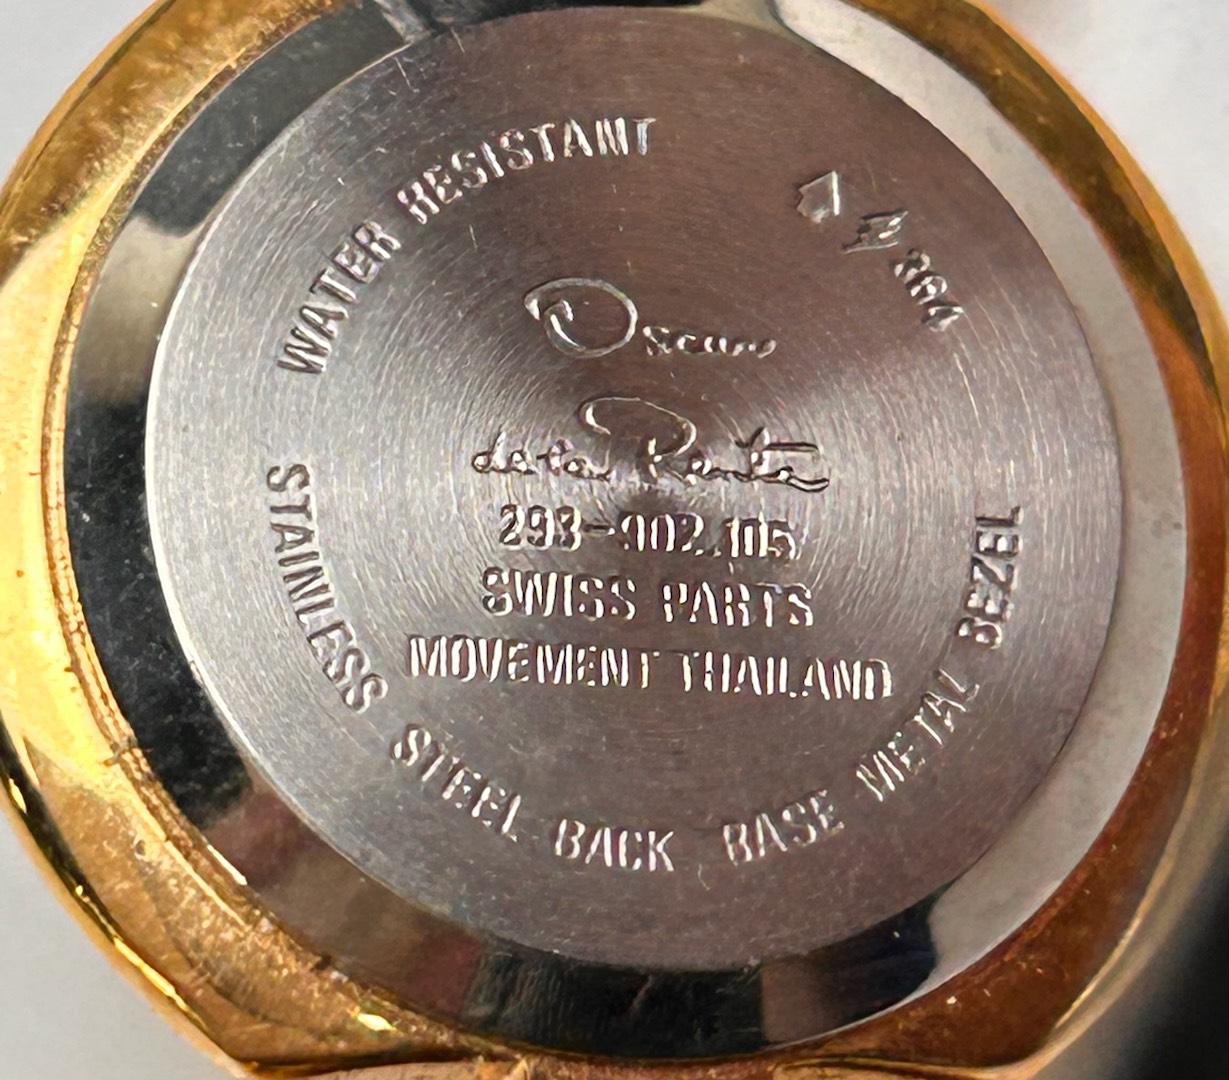 WATER RESISTANT
Oscar
de la Renta
293-902.105
SWISS PARTS
MOVEMENT THAILAND
STAINLESS STEEL BACK BASE METAL BEZEL